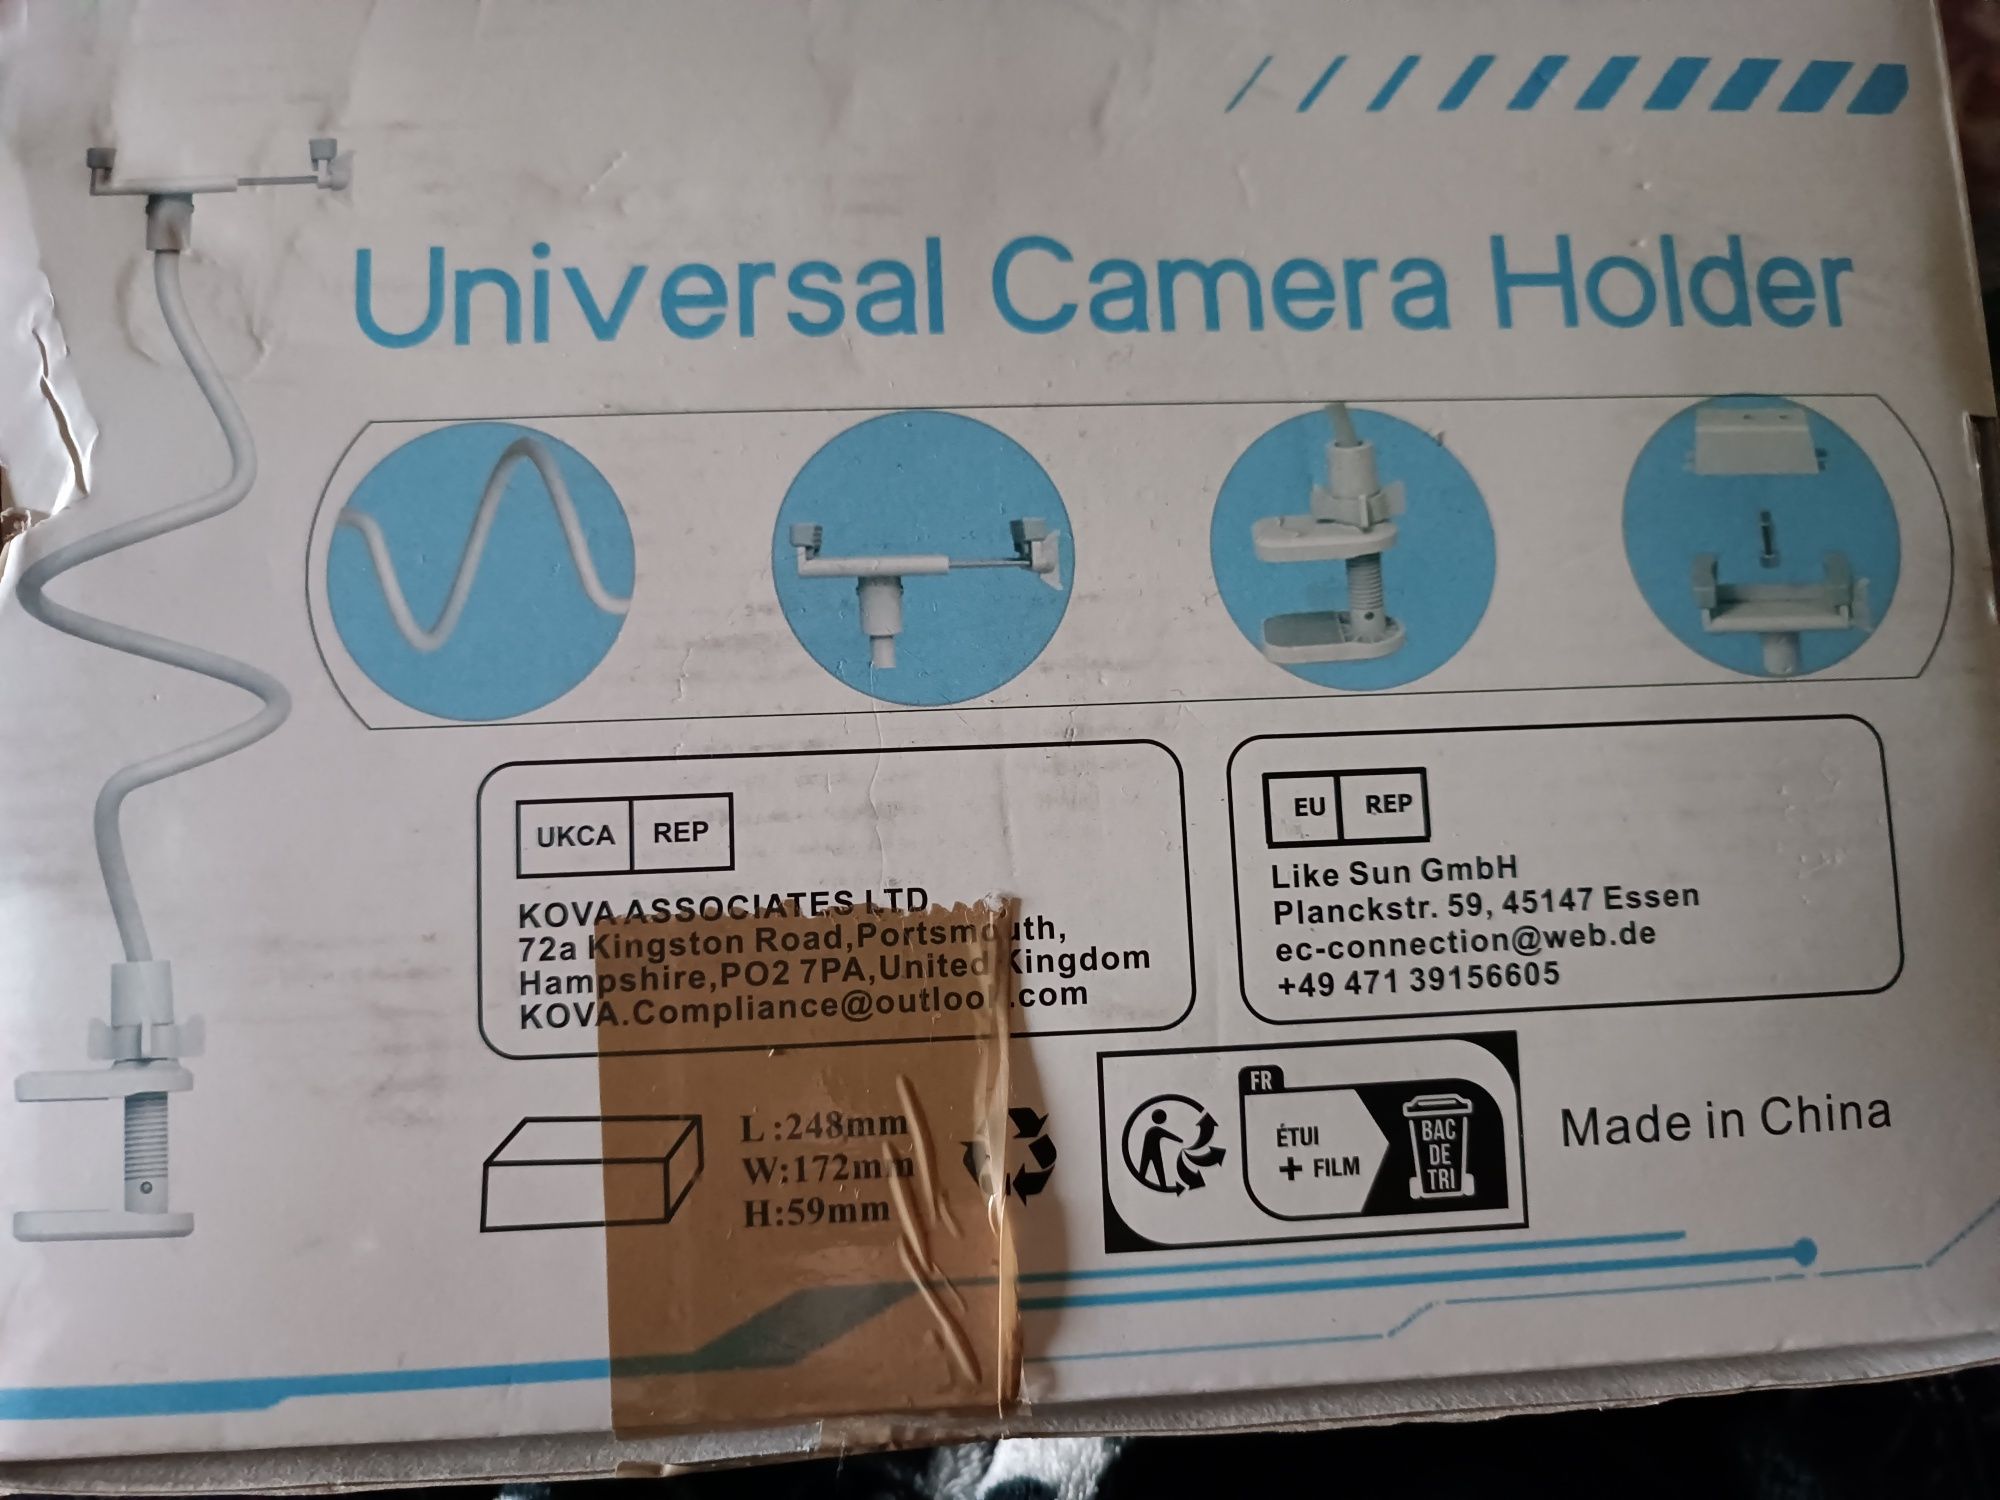 Universal Camera Holder
UKCA REP
KOVA ASSOCIATES LTD
72a Kingston Road,Portsmouth,
Hampshire,PO2 7PA,United Kingdom
KOVA.Compliance@outlook.com
EU REP
Like Sun GmbH
Planckstr. 59, 45147 Essen
ec-connection@web.de
+49 471 39156605
L:248mm
W:172mm
H:59mm
FR
ÉTUI
+ FILM
BAC
DE
TRI
Made in China